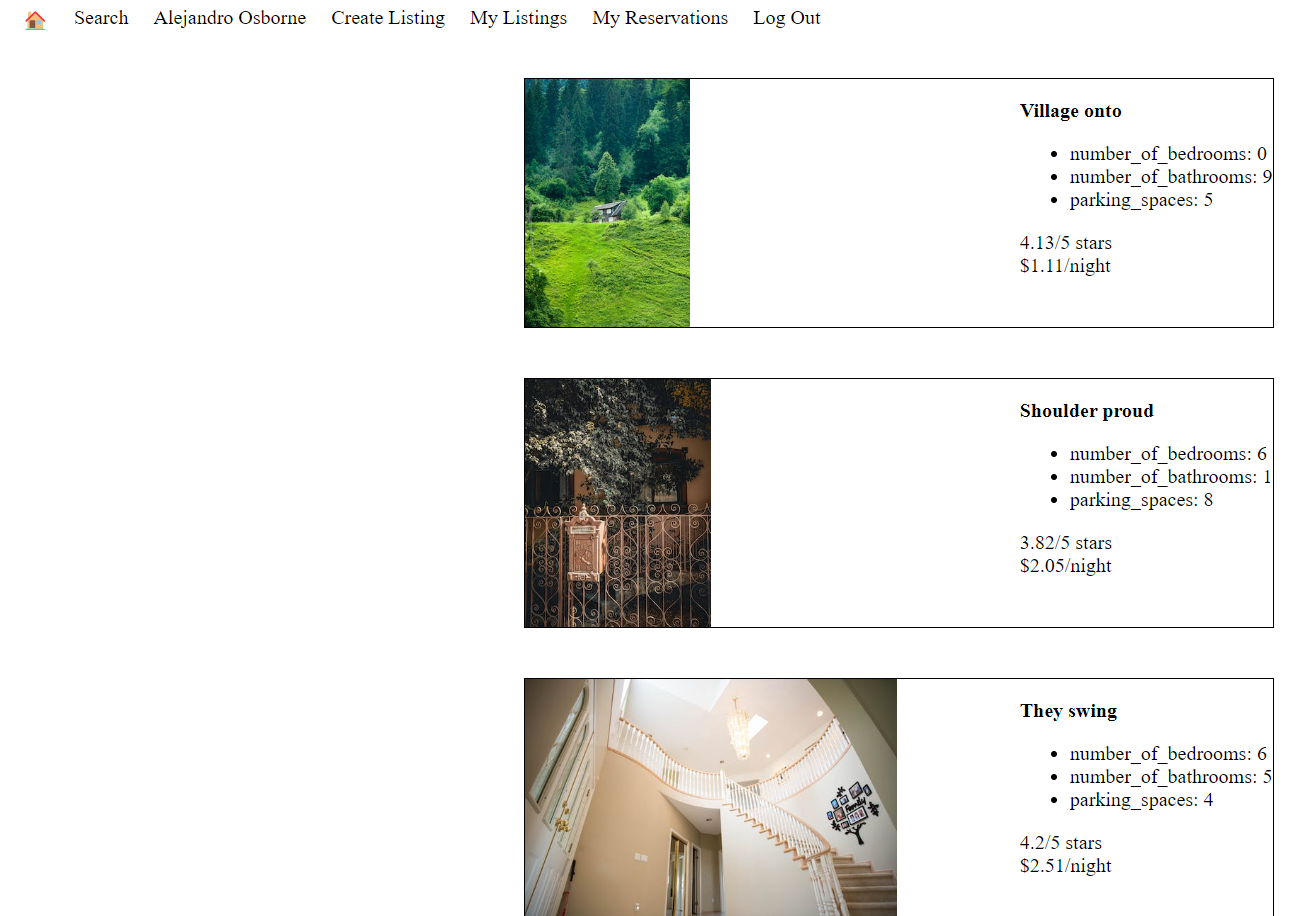 Search Alejandro Osborne Create Listing My Listings My Reservations Log Out
Village onto
number_of_bedrooms: 0
number_of_bathrooms: 9
parking_spaces: 5
4.13/5 stars
$1.11/night
Shoulder proud
number_of_bedrooms: 6
number_of_bathrooms: 1
parking_spaces: 8
3.82/5 stars
$2.05/night
family
They swing
number_of_bedrooms: 6
number_of_bathrooms: 5
parking_spaces: 4
4.2/5 stars
$2.51/night